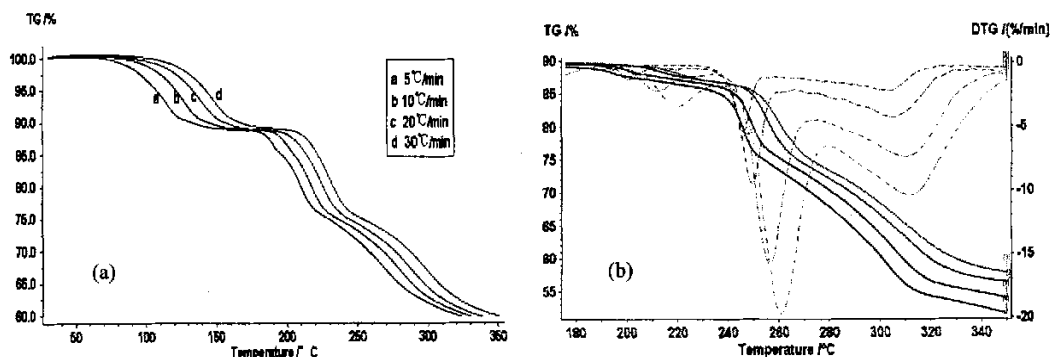 TG /%
100.0
95.0
90.0
85.0
80.0
75.0
70.0
65.0
60.0
a b c d
a 5℃/min
b 10℃/min
c 20℃/min
d 30℃/min
(a)
50 100 150 200 250 300 350
Temperature /° C
TG /%
DTG /(%/min)
90
85
80
75
70
65
60
55
0
-5
-10
-15
-20
(b)
180 200 220 240 260 280 300 320 340
Temperature /°C